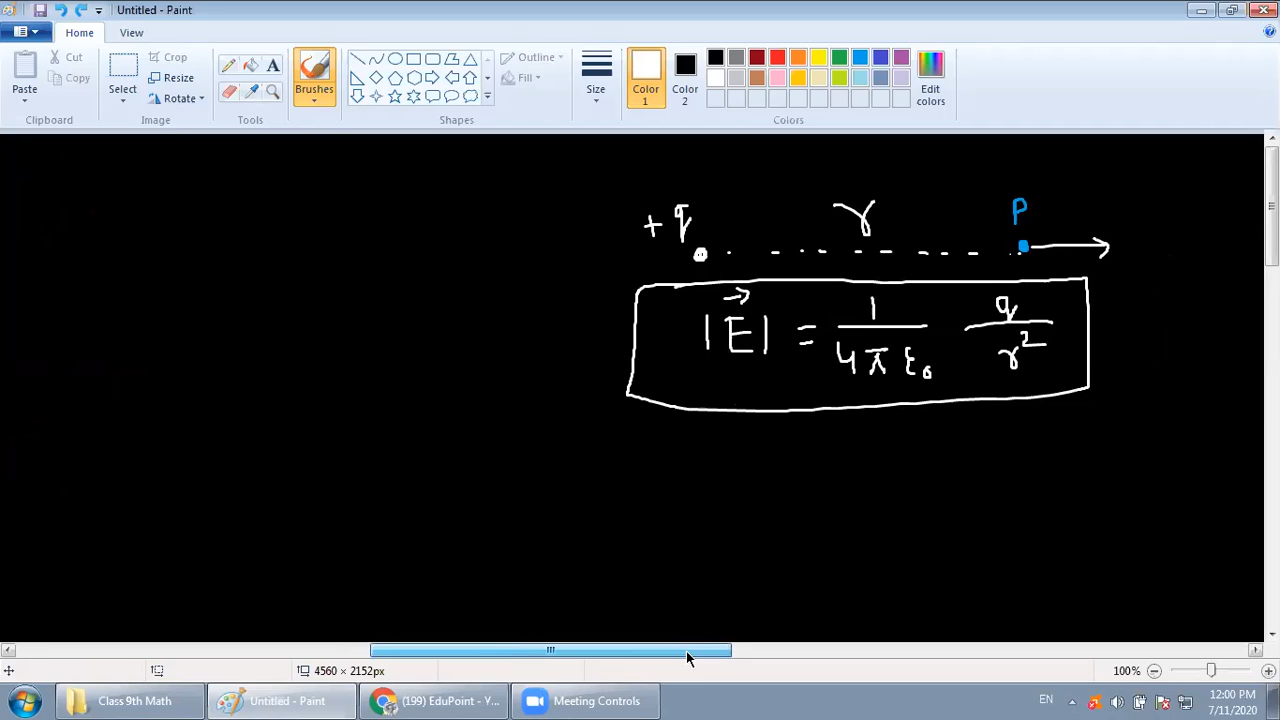 Untitled - Paint
Home View
Cut
Copy
Paste
Clipboard
Select
Crop
Resize
Rotate
Image
Tools
Brushes
Outline
Fill
Shapes
Size
Color 1
Color 2
Edit colors
Colors
+q r P
|E⃗| = 1/4πε₀ q/r²
4560 × 2152px
100%
Class 9th Math
Untitled - Paint
(199) EduPoint - Y...
Meeting Controls
EN
12:00 PM
7/11/2020